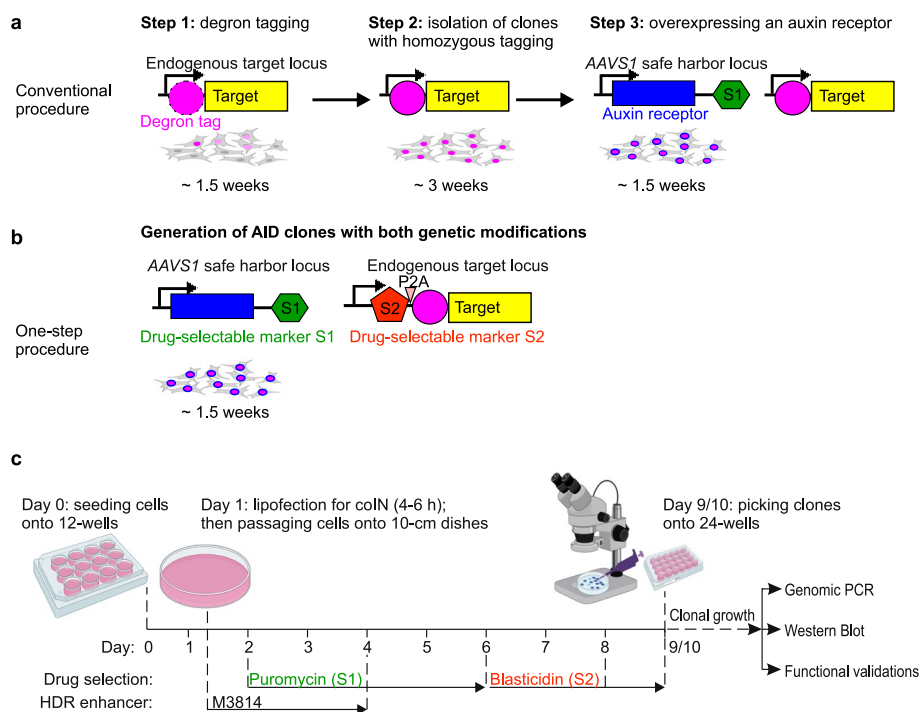 a
Step 1: degron tagging
Step 2: isolation of clones
with homozygous tagging
Step 3: overexpressing an auxin receptor
Conventional
procedure
Endogenous target locus
Target
Degron tag
~ 1.5 weeks
Target
~ 3 weeks
AAVS1 safe harbor locus
S1
Auxin receptor
Target
~ 1.5 weeks
b
Generation of AID clones with both genetic modifications
One-step
procedure
AAVS1 safe harbor locus
S1
Drug-selectable marker S1
Endogenous target locus
P2A
S2
Target
Drug-selectable marker S2
~ 1.5 weeks
c
Day 0: seeding cells
onto 12-wells
Day 1: lipofection for coIN (4-6 h);
then passaging cells onto 10-cm dishes
Day 9/10: picking clones
onto 24-wells
Clonal growth
Genomic PCR
Western Blot
Functional validations
Day: 0 1 2 3 4 5 6 7 8 9/10
Drug selection: Puromycin (S1) Blasticidin (S2)
HDR enhancer: M3814